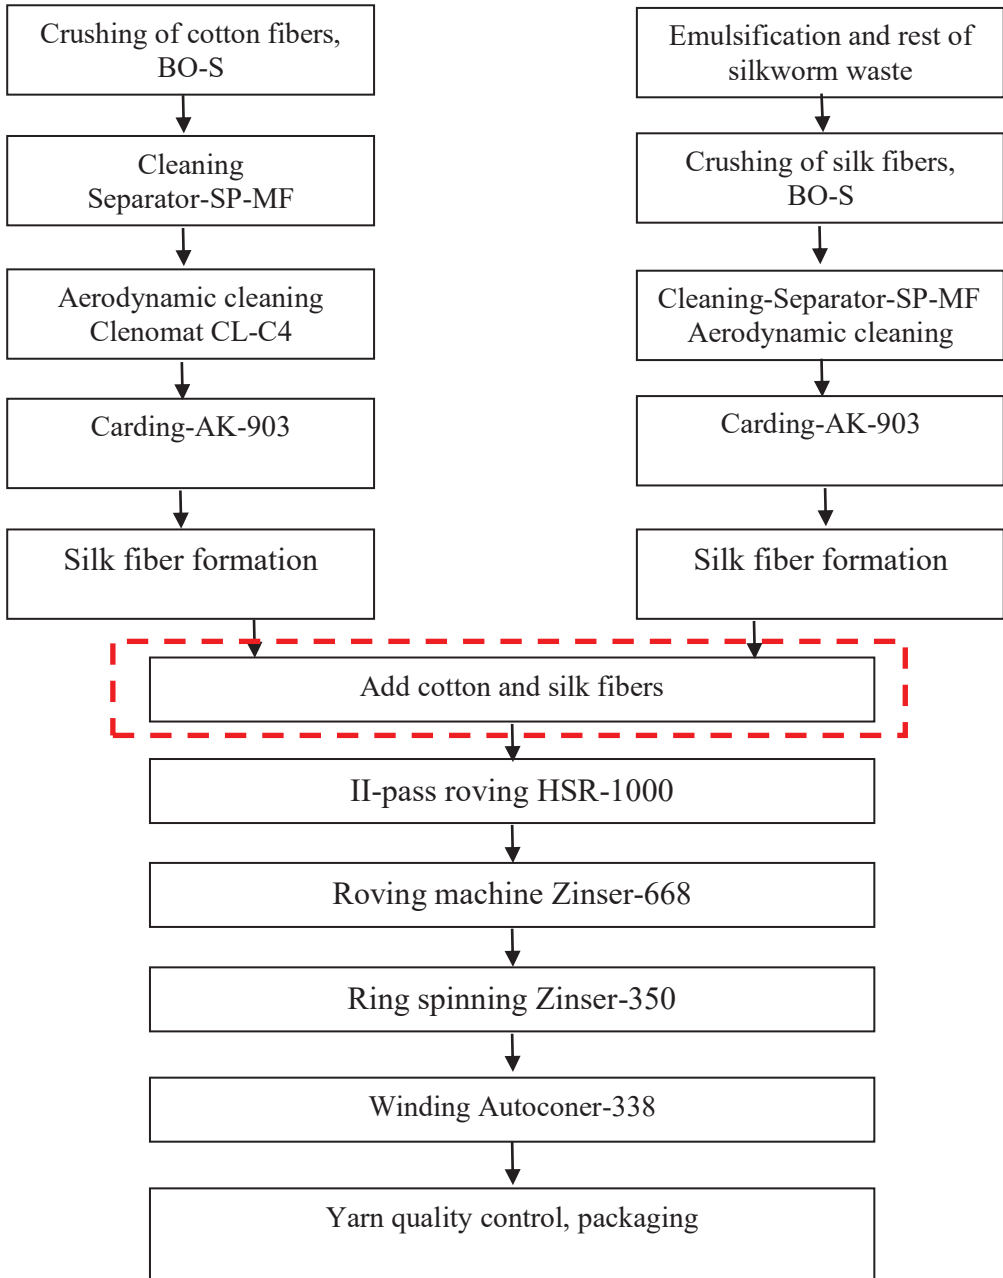 Crushing of cotton fibers,
BO-S
Cleaning
Separator-SP-MF
Aerodynamic cleaning
Clenomat CL-C4
Carding-AK-903
Silk fiber formation
Emulsification and rest of
silkworm waste
Crushing of silk fibers,
BO-S
Cleaning-Separator-SP-MF
Aerodynamic cleaning
Carding-AK-903
Silk fiber formation
Add cotton and silk fibers
II-pass roving HSR-1000
Roving machine Zinser-668
Ring spinning Zinser-350
Winding Autoconer-338
Yarn quality control, packaging